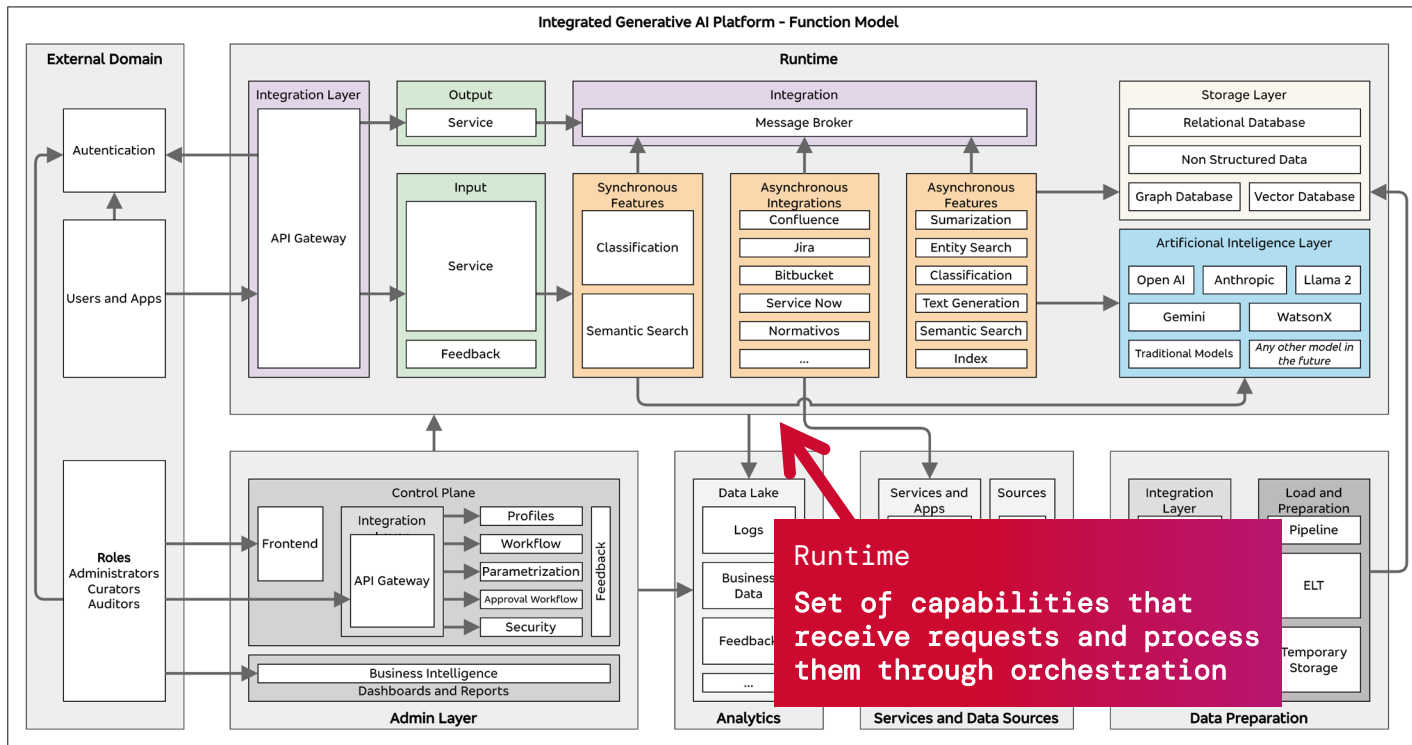 Integrated Generative AI Platform - Function Model
External Domain
Autentication
Users and Apps
Roles
Administrators
Curators
Auditors
Runtime
Integration Layer
API Gateway
Output
Service
Input
Service
Feedback
Integration
Message Broker
Synchronous
Features
Classification
Semantic Search
Asynchronous
Integrations
Confluence
Jira
Bitbucket
Service Now
Normativos
...
Asynchronous
Features
Sumarization
Entity Search
Classification
Text Generation
Semantic Search
Index
Storage Layer
Relational Database
Non Structured Data
Graph Database
Vector Database
Artificional Inteligence Layer
Open AI
Anthropic
Llama 2
Gemini
WatsonX
Traditional Models
Any other model in
the future
Control Plane
Frontend
Integration
API Gateway
Profiles
Workflow
Parametrization
Approval Workflow
Security
Feedback
Business Intelligence
Dashboards and Reports
Admin Layer
Data Lake
Logs
Business
Data
Feedback
...
Analytics
Services and
Apps
Sources
Services and Data Sources
Integration
Layer
Load and
Preparation
Pipeline
ELT
Temporary
Storage
Data Preparation
Runtime
Set of capabilities that
receive requests and process
them through orchestration